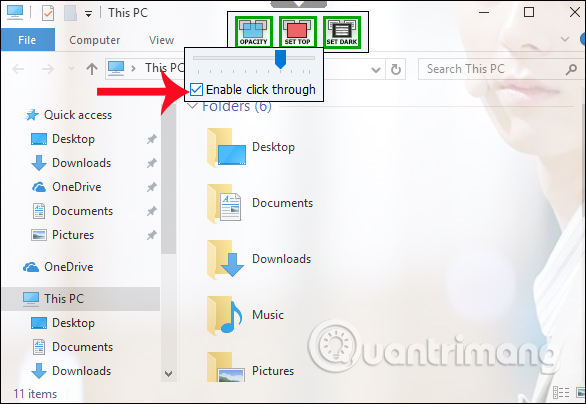 This PC
File
Computer
View
OPACITY
SET TOP
SET DARK
This PC
Search This PC
Enable click through
Folders (6)
Quick access
Desktop
Downloads
OneDrive
Documents
Pictures
OneDrive
This PC
Desktop
Documents
Downloads
Desktop
Documents
Downloads
Music
Pictures
Quantrimang
11 items